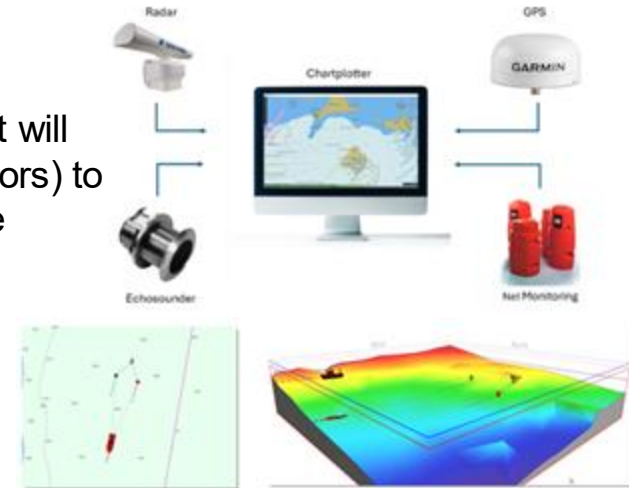 Radar
GPS
GARMIN
Chartplotter
t will
ors) to
e
Echosounder
Net Monitoring